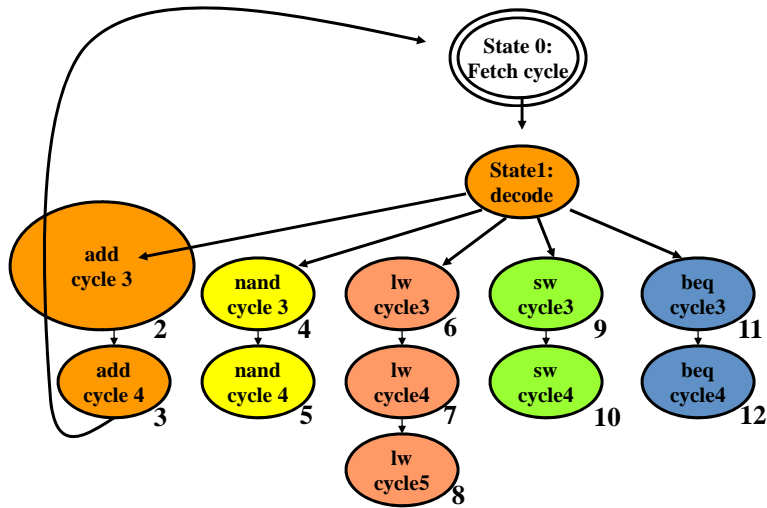 State 0:
Fetch cycle
State1:
decode
add
cycle 3
2
nand
cycle 3
4
lw
cycle3
6
sw
cycle3
9
beq
cycle3
11
add
cycle 4
3
nand
cycle 4
5
lw
cycle4
7
sw
cycle4
10
beq
cycle4
12
lw
cycle5
8